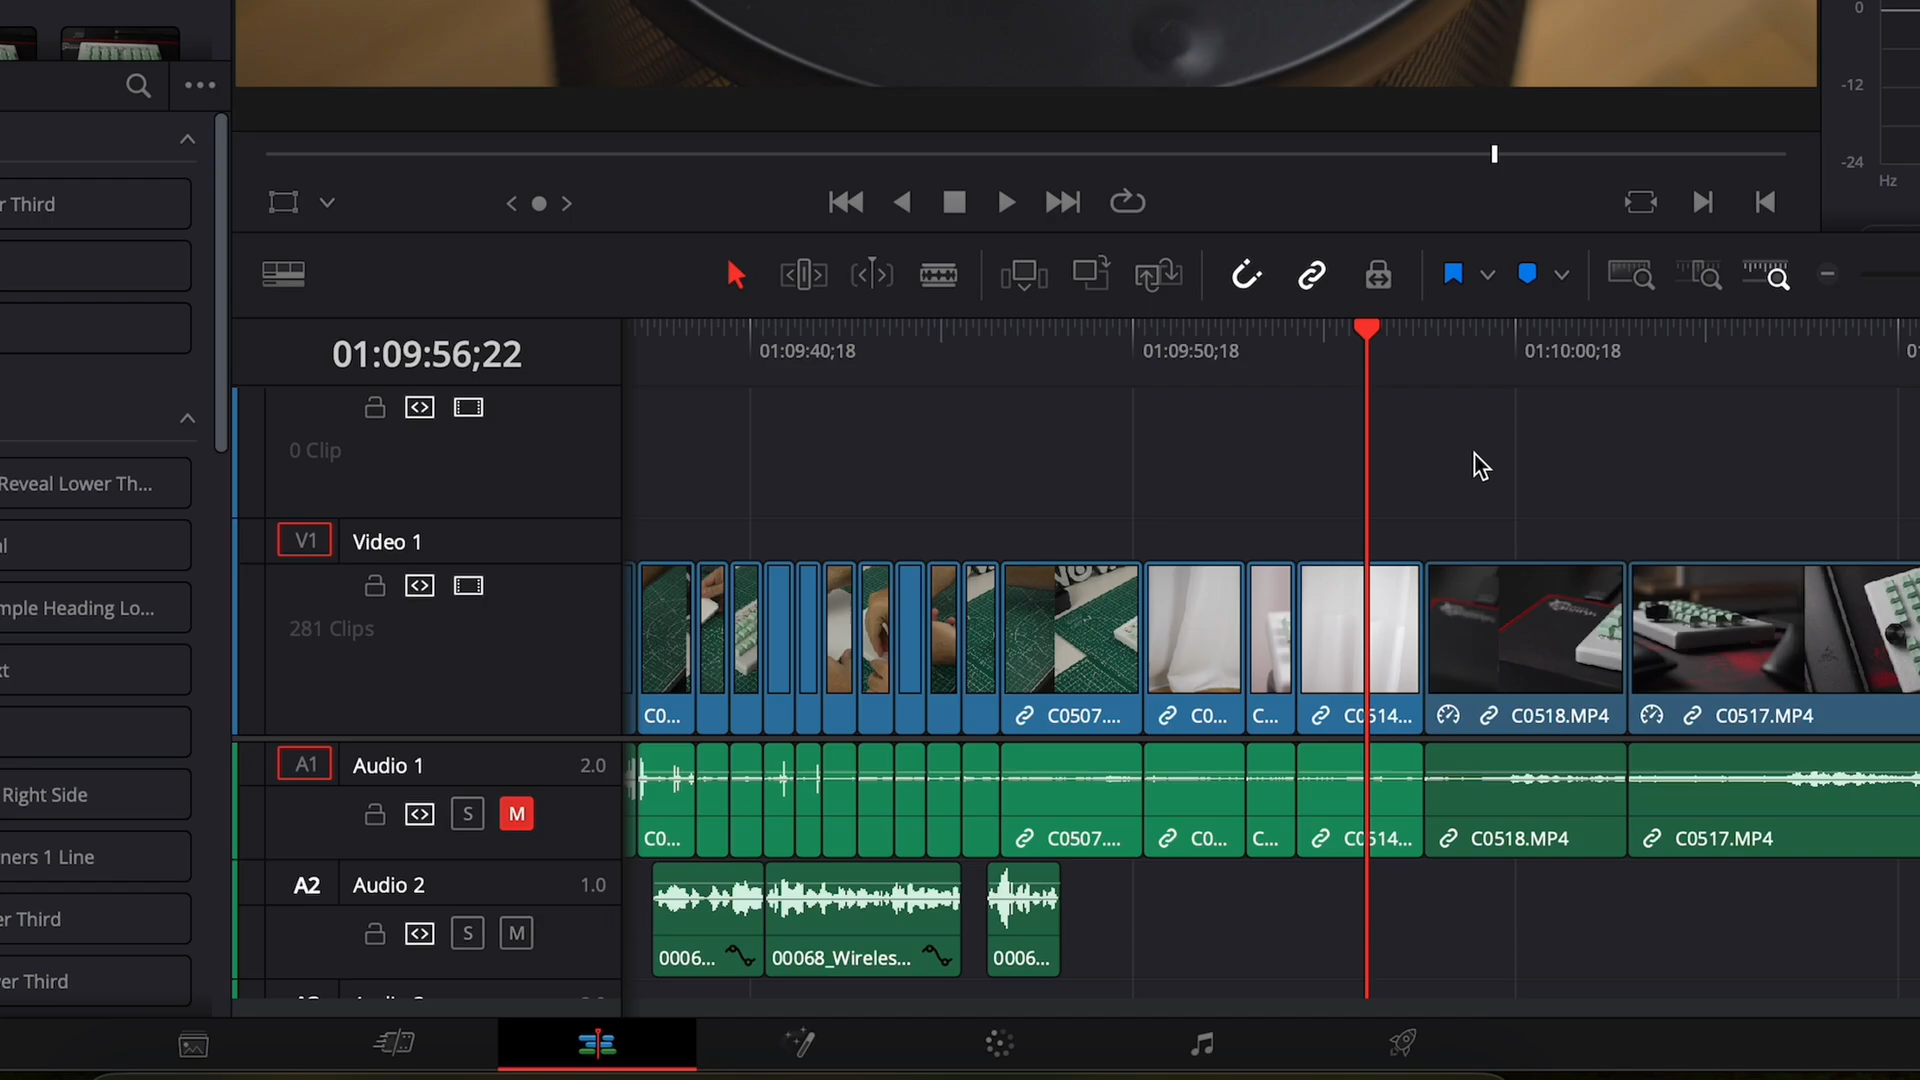 0
-12
-24
Hz
r Third
01:09:56;22
01:09:40;18
01:09:50;18
01:10:00;18
0 Clip
Reveal Lower Th...
V1 Video 1
al
mple Heading Lo...
281 Clips
xt
C0... C0507.... C0... C... C0514... C0518.MP4 C0517.MP4
A1 Audio 1 2.0
Right Side
S M
C0... C0507.... C0... C... C0514... C0518.MP4 C0517.MP4
ners 1 Line
A2 Audio 2 1.0
er Third
S M
0006... 00068_Wireles... 0006...
wer Third